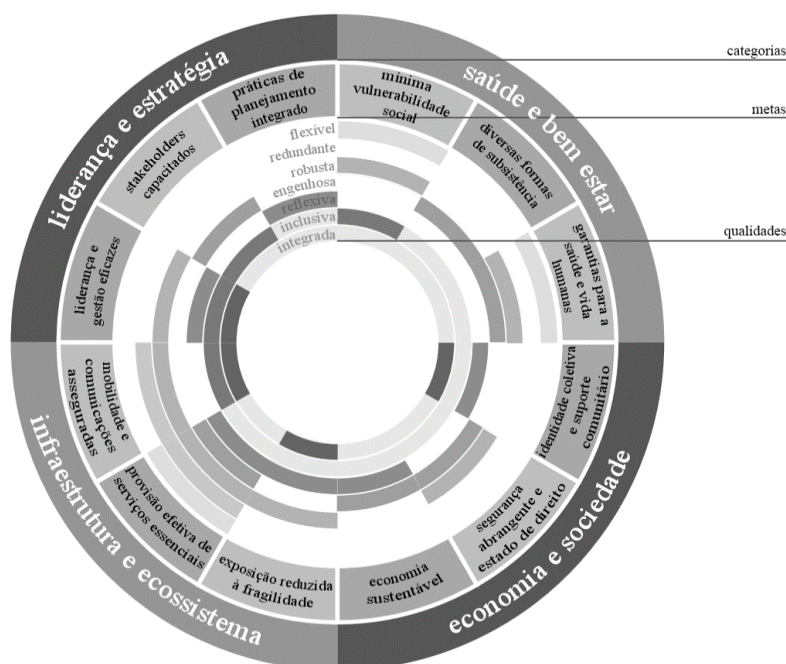 categorias
metas
qualidades
liderança e estratégia
saúde e bem estar
economia e sociedade
infraestrutura e ecossistema
práticas de
planejamento
integrado
mínima
vulnerabilidade
social
diversas formas
de subsistência
garantias para a
saúde e vida
humanas
identidade coletiva
e suporte
comunitário
segurança
abrangente e
estado de direito
economia
sustentável
exposição reduzida
à fragilidade
provisão efetiva de
serviços essenciais
mobilidade e
comunicações
asseguradas
liderança e
gestão eficazes
stakeholders
capacitados
flexível
redundante
robusta
engenhosa
reflexiva
inclusiva
integrada